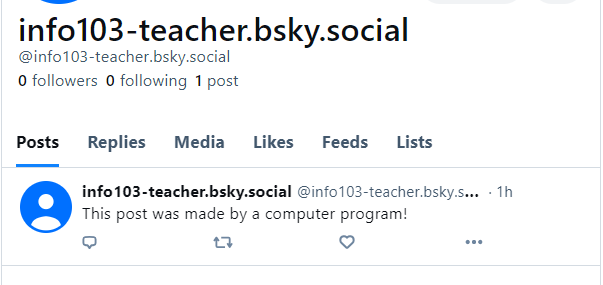 info103-teacher.bsky.social
@info103-teacher.bsky.social
0 followers 0 following 1 post
Posts Replies Media Likes Feeds Lists
info103-teacher.bsky.social @info103-teacher.bsky.s... · 1h
This post was made by a computer program!